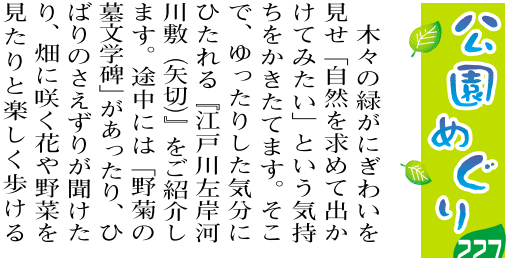 公園めぐり
227
木々の緑がにぎわいを
見せ「自然を求めて出か
けてみたい」という気持
ちをかきたてます。そこ
で、ゆったりした気分に
ひたれる『江戸川左岸河
川敷（矢切）』をご紹介し
ます。途中には「野菊の
墓文学碑」があったり、ひ
ばりのさえずりが聞けた
り、畑に咲く花や野菜を
見たりと楽しく歩ける